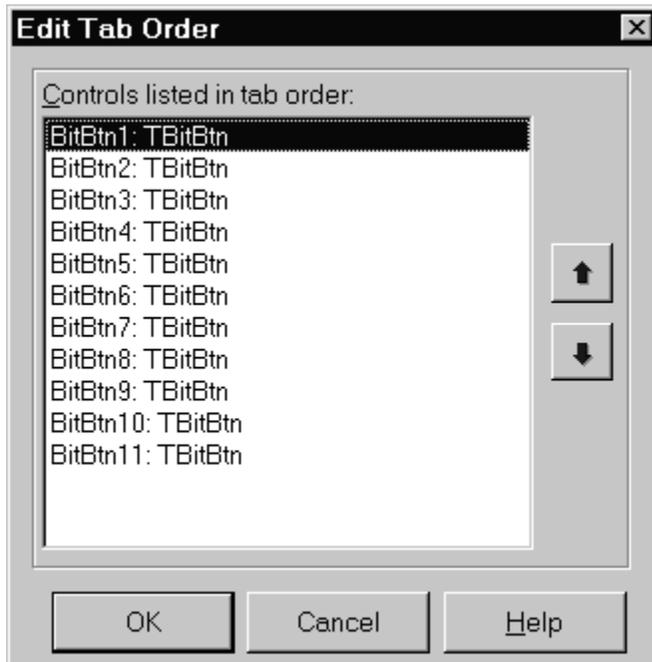 Edit Tab Order
Controls listed in tab order:
BitBtn1: TBitBtn
BitBtn2: TBitBtn
BitBtn3: TBitBtn
BitBtn4: TBitBtn
BitBtn5: TBitBtn
BitBtn6: TBitBtn
BitBtn7: TBitBtn
BitBtn8: TBitBtn
BitBtn9: TBitBtn
BitBtn10: TBitBtn
BitBtn11: TBitBtn
OK Cancel Help